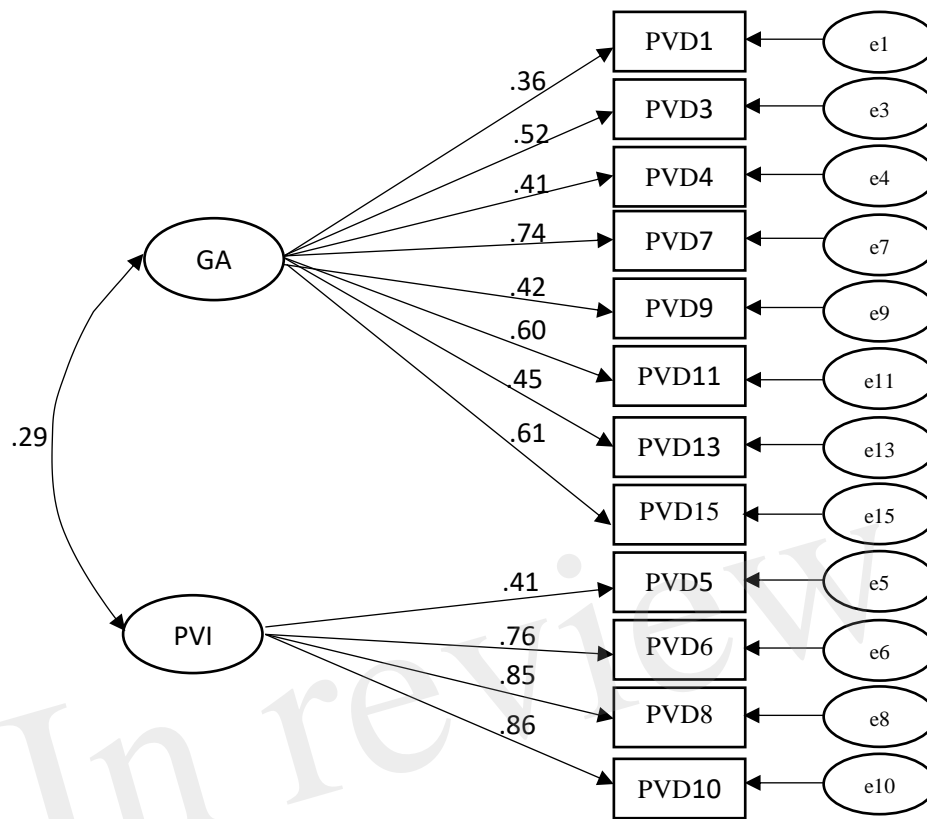 PVD1 e1
.36
PVD3 e3
.52
PVD4 e4
.41
PVD7 e7
.74
GA
PVD9 e9
.42
.60
PVD11 e11
.45
PVD13 e13
.29
.61
PVD15 e15
PVD5 e5
.41
PVI
PVD6 e6
.76
.85
PVD8 e8
.86
PVD10 e10
In review